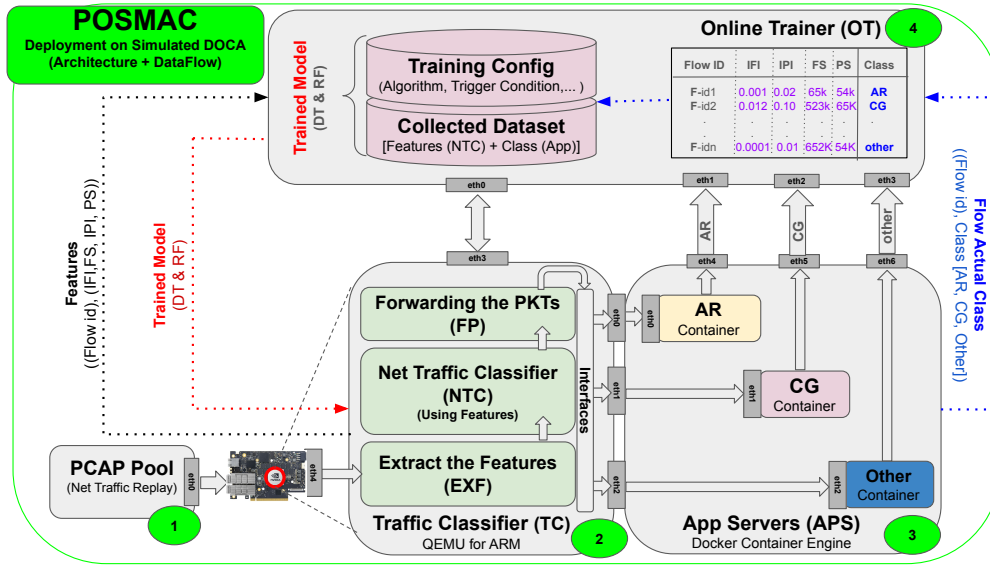 POSMAC
Deployment on Simulated DOCA
(Architecture + DataFlow)
Online Trainer (OT)
4
Trained Model
(DT & RF)
Training Config
(Algorithm, Trigger Condition,... )
Collected Dataset
[Features (NTC) + Class (App)]
Flow ID IFI IPI FS PS Class
F-id1 0.001 0.02 65k 54k AR
F-id2 0.012 0.10 523k 65K CG
. . . . . .
. . . . . .
F-idn 0.0001 0.01 652K 54K other
eth0
eth1
eth2
eth3
AR
CG
other
Features
((Flow id), (IFI,FS, IPI, PS))
Trained Model
(DT & RF)
Flow Actual Class
((Flow id), Class [AR, CG, Other])
eth3
eth4
eth5
eth6
Forwarding the PKTs
(FP)
Net Traffic Classifier
(NTC)
(Using Features)
Extract the Features
(EXF)
Interfaces
eth0
eth1
eth2
eth0
AR
Container
eth1
CG
Container
eth2
Other
Container
PCAP Pool
(Net Traffic Replay)
eth0
1
eth4
Traffic Classifier (TC)
QEMU for ARM
2
App Servers (APS)
Docker Container Engine
3